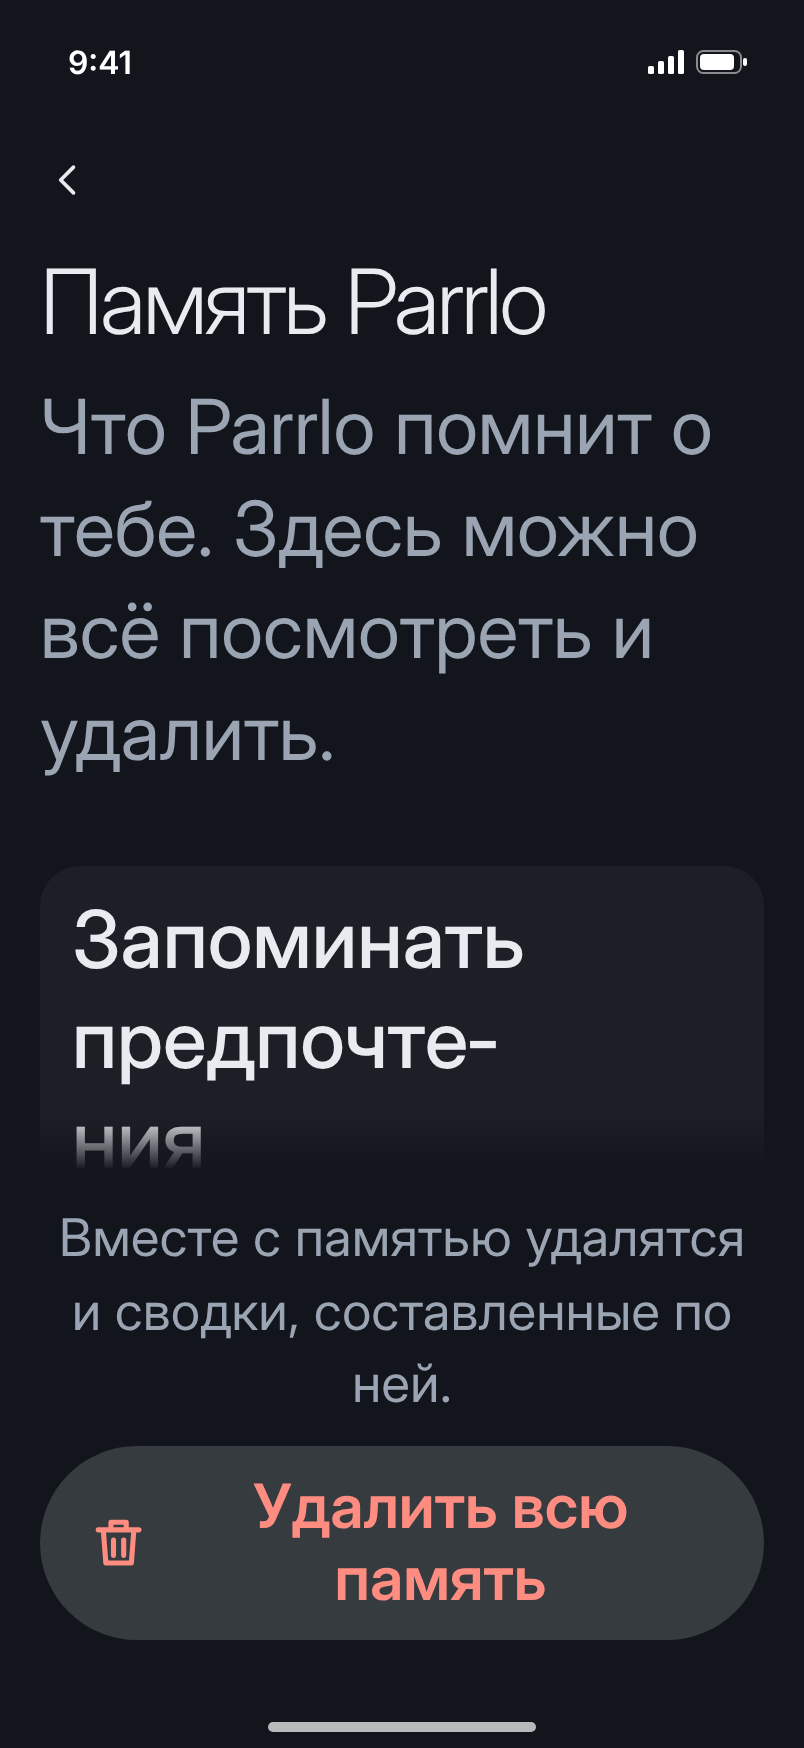 9:41
Память Parrlo
Что Parrlo помнит о
тебе. Здесь можно
всё посмотреть и
удалить.
Запоминать
предпочте-
ния
Вместе с памятью удалятся
и сводки, составленные по
ней.
Удалить всю
память